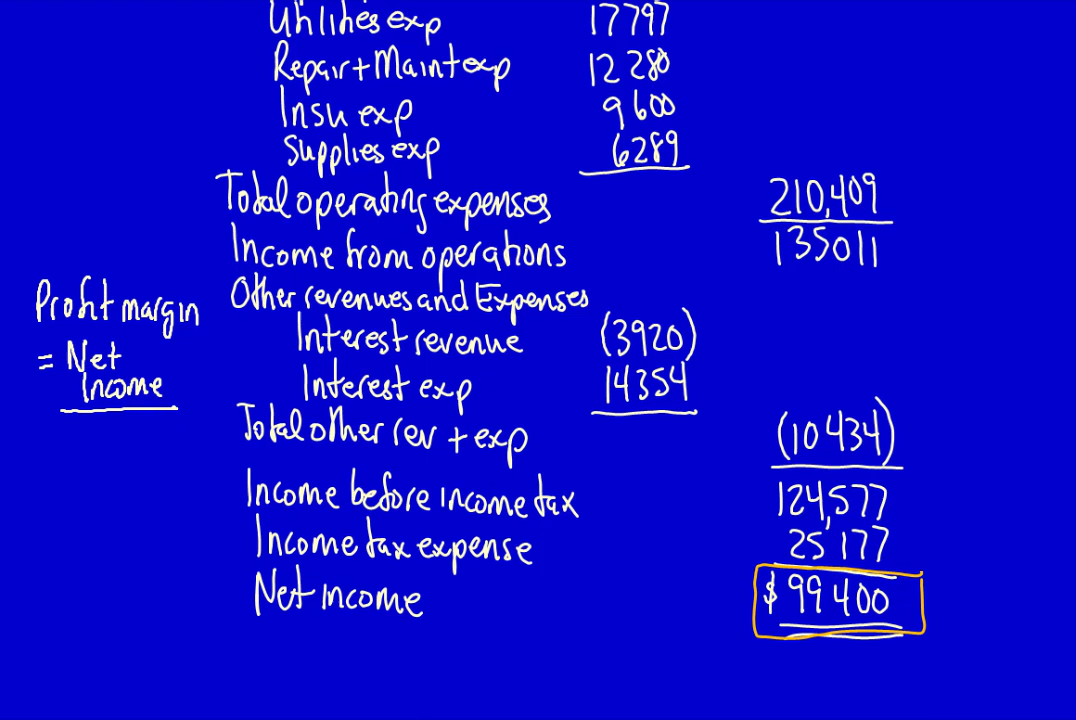 Utilities exp 17797
Repair + Maint exp 12280
Insu exp 9600
Supplies exp 6289
Total operating expenses 210,409
Income from operations 135011
Other revenues and Expenses
Interest revenue (3920)
Interest exp 14354
Total other rev + exp (10434)
Income before income tax 124,577
Income tax expense 25177
Net income $99400
Profit margin
= Net
Income